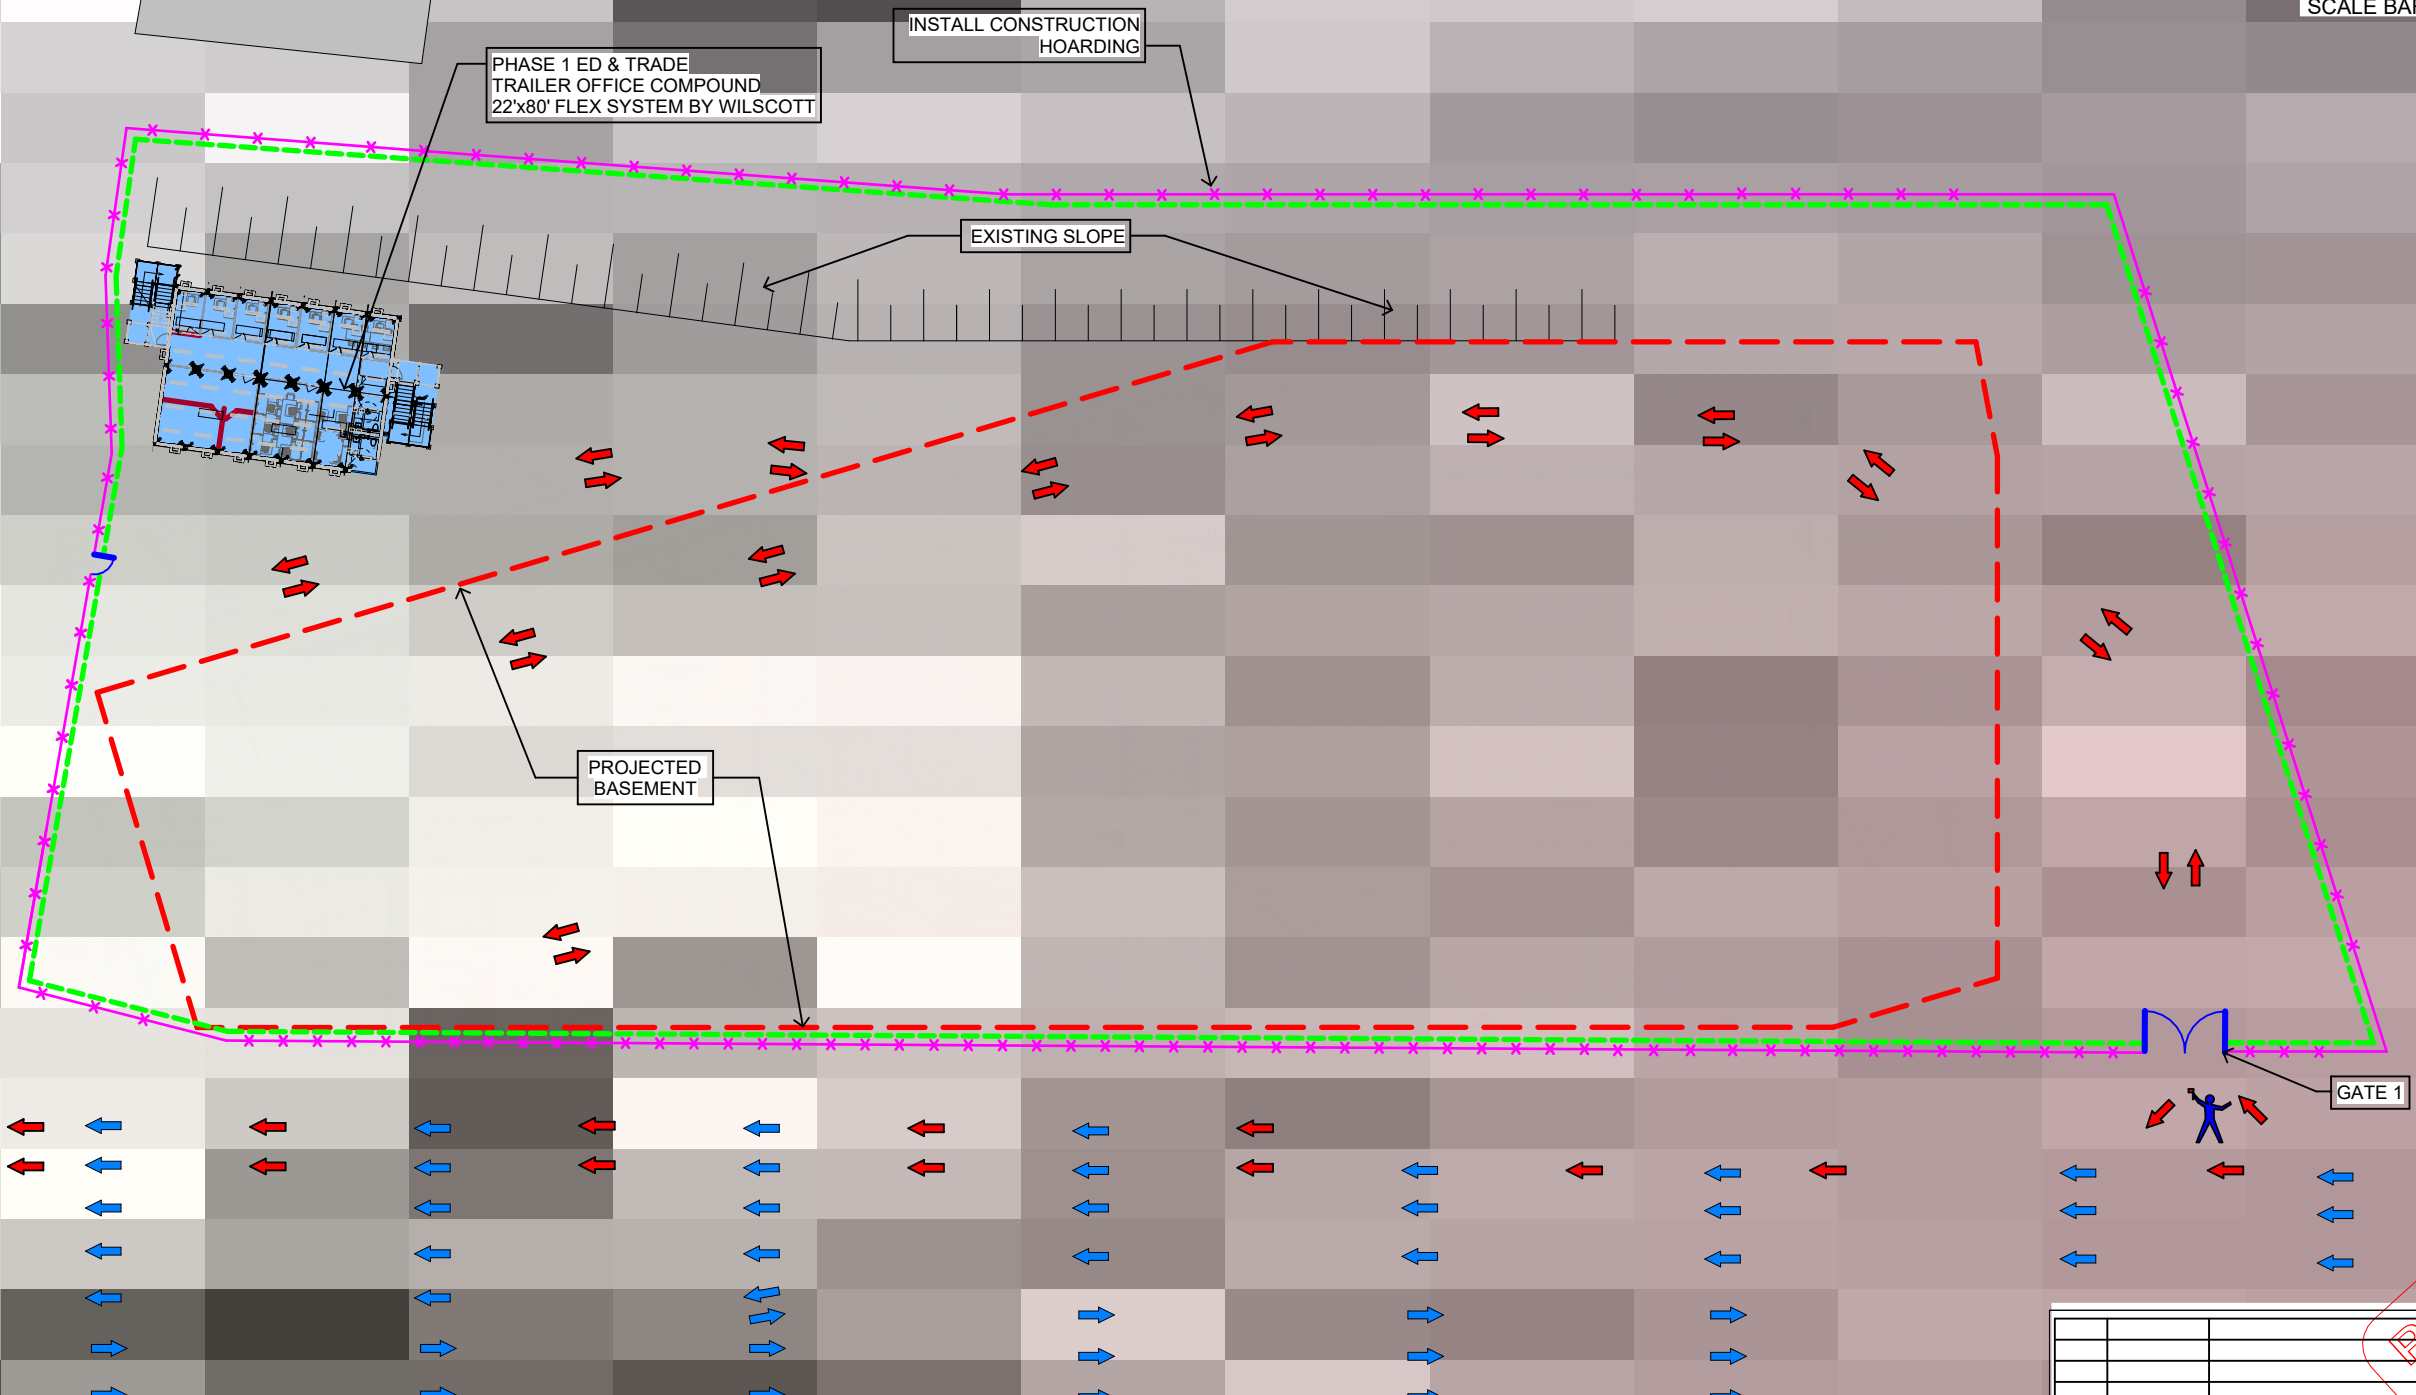 SCALE BAR
INSTALL CONSTRUCTION
HOARDING
PHASE 1 ED & TRADE
TRAILER OFFICE COMPOUND
22'x80' FLEX SYSTEM BY WILSCOTT
EXISTING SLOPE
PROJECTED
BASEMENT
GATE 1